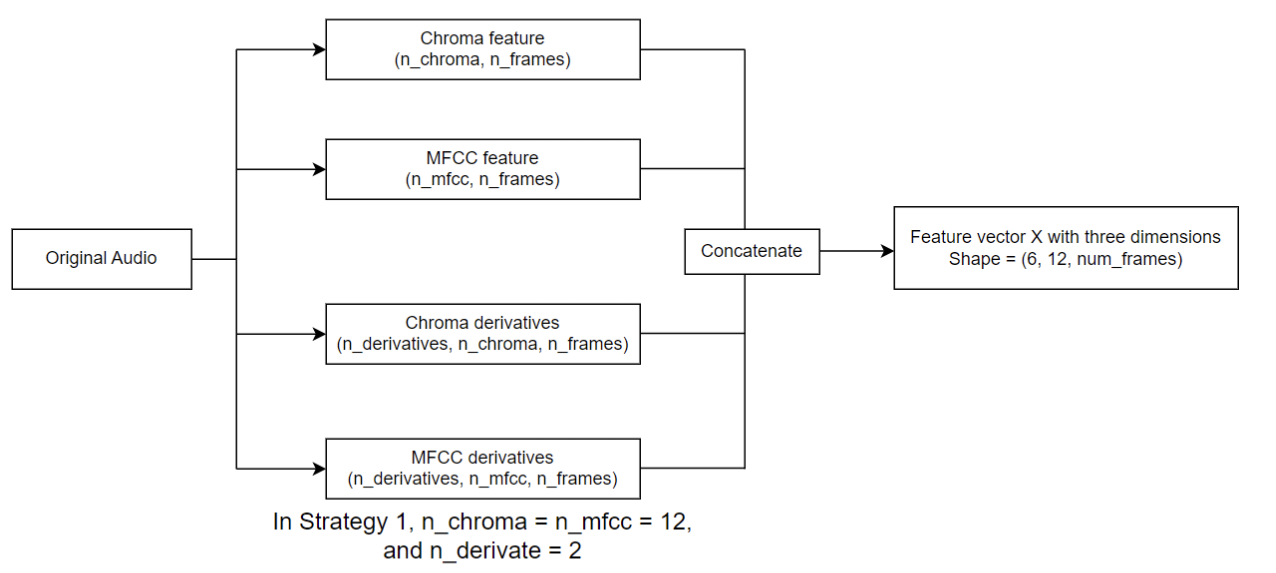 Chroma feature
(n_chroma, n_frames)
MFCC feature
(n_mfcc, n_frames)
Original Audio
Concatenate
Feature vector X with three dimensions
Shape = (6, 12, num_frames)
Chroma derivatives
(n_derivatives, n_chroma, n_frames)
MFCC derivatives
(n_derivatives, n_mfcc, n_frames)
In Strategy 1, n_chroma = n_mfcc = 12,
and n_derivate = 2